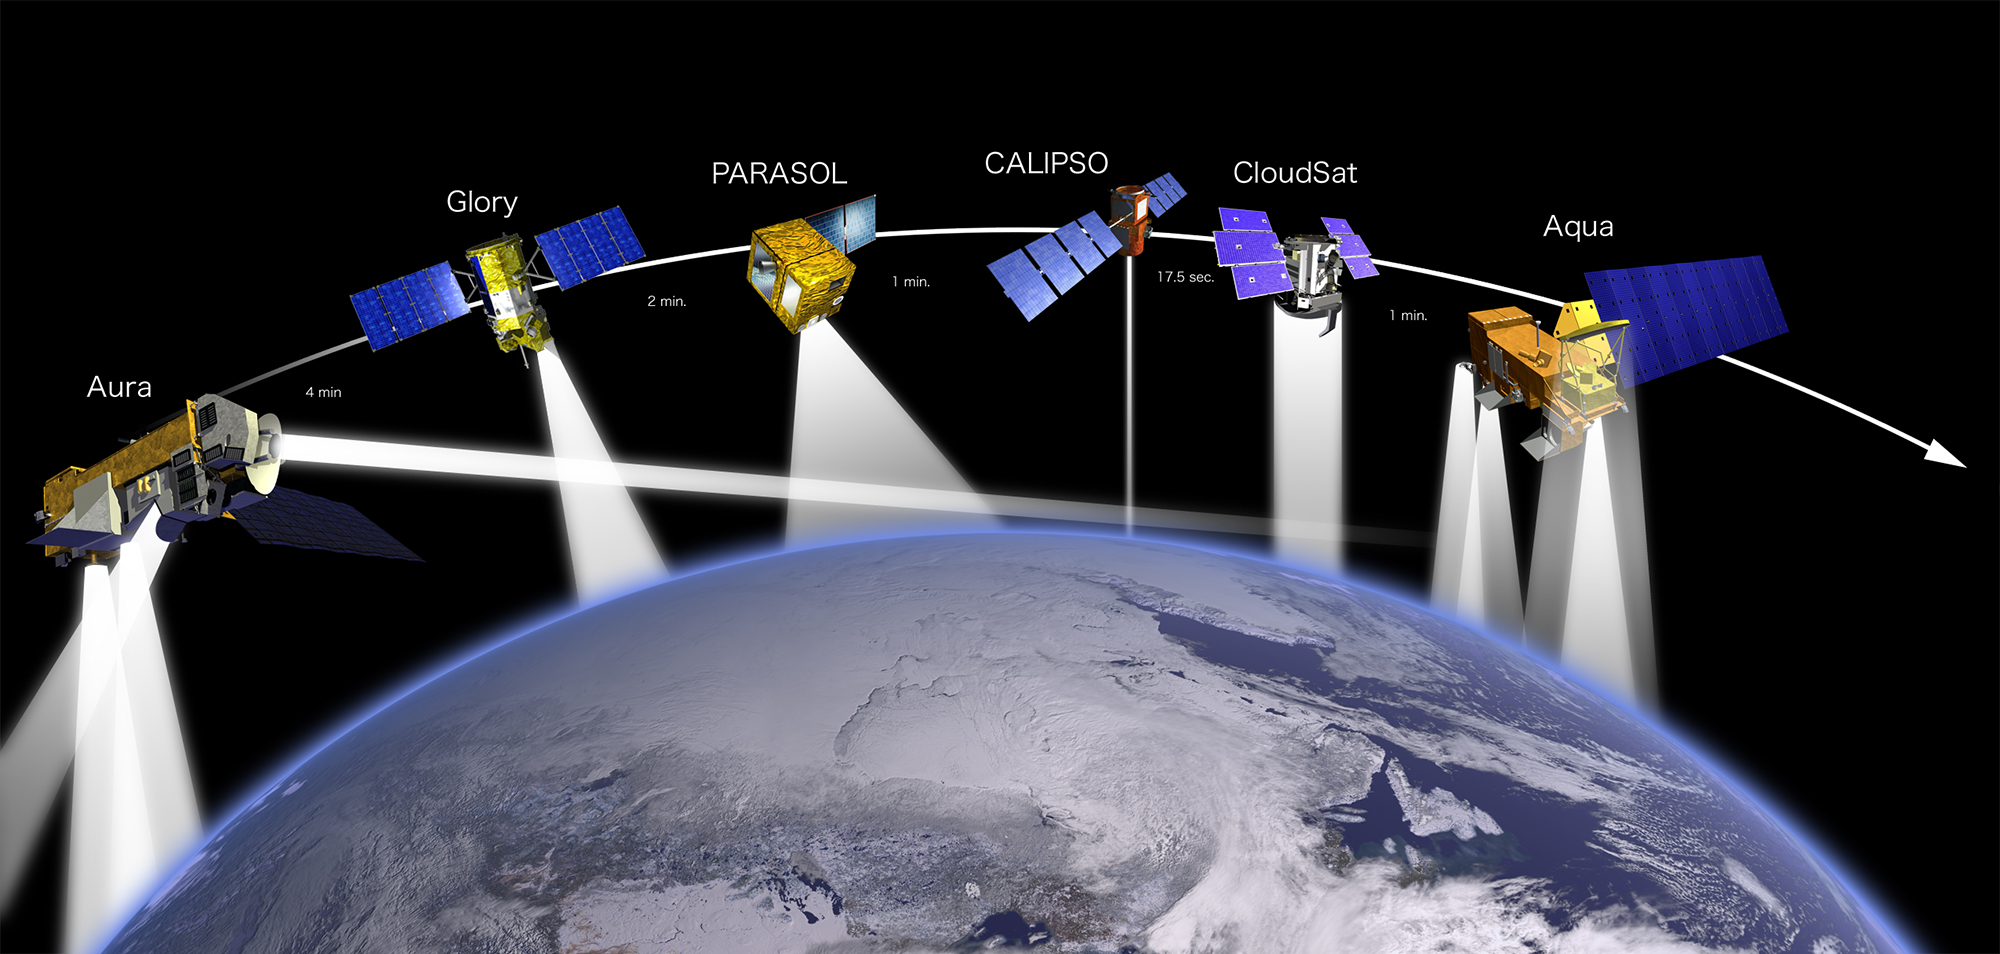 Aura
4 min
Glory
2 min.
PARASOL
1 min.
CALIPSO
17.5 sec.
CloudSat
1 min.
Aqua